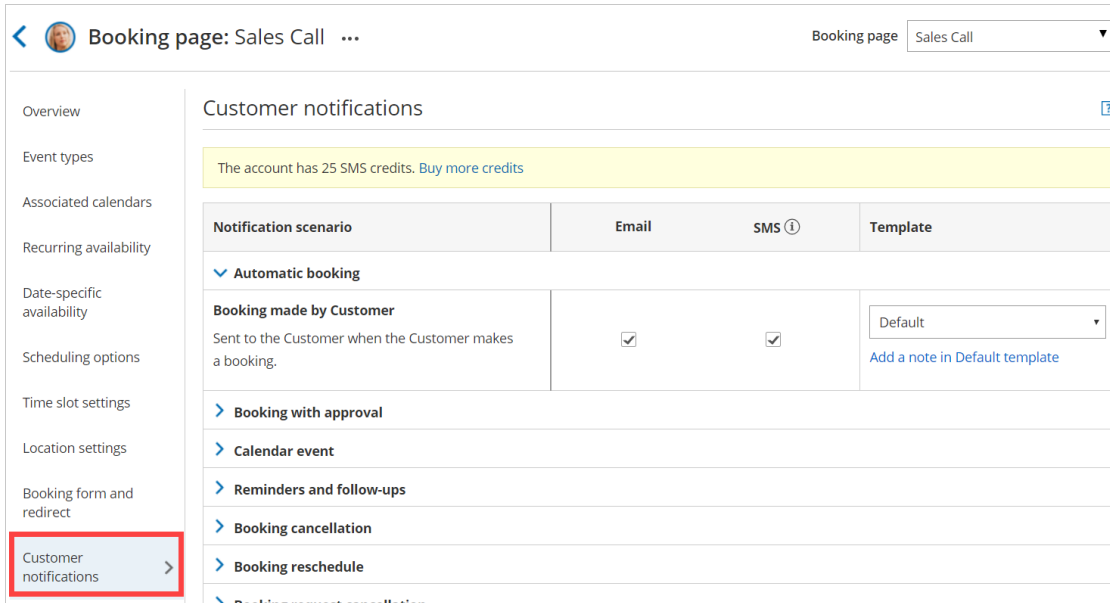 Booking page: Sales Call ...
Booking page Sales Call
Overview
Event types
Associated calendars
Recurring availability
Date-specific
availability
Scheduling options
Time slot settings
Location settings
Booking form and
redirect
Customer
notifications
Customer notifications
The account has 25 SMS credits. Buy more credits
Notification scenario Email SMS Template
Automatic booking
Booking made by Customer
Sent to the Customer when the Customer makes
a booking.
Default
Add a note in Default template
Booking with approval
Calendar event
Reminders and follow-ups
Booking cancellation
Booking reschedule
Booking request cancellation